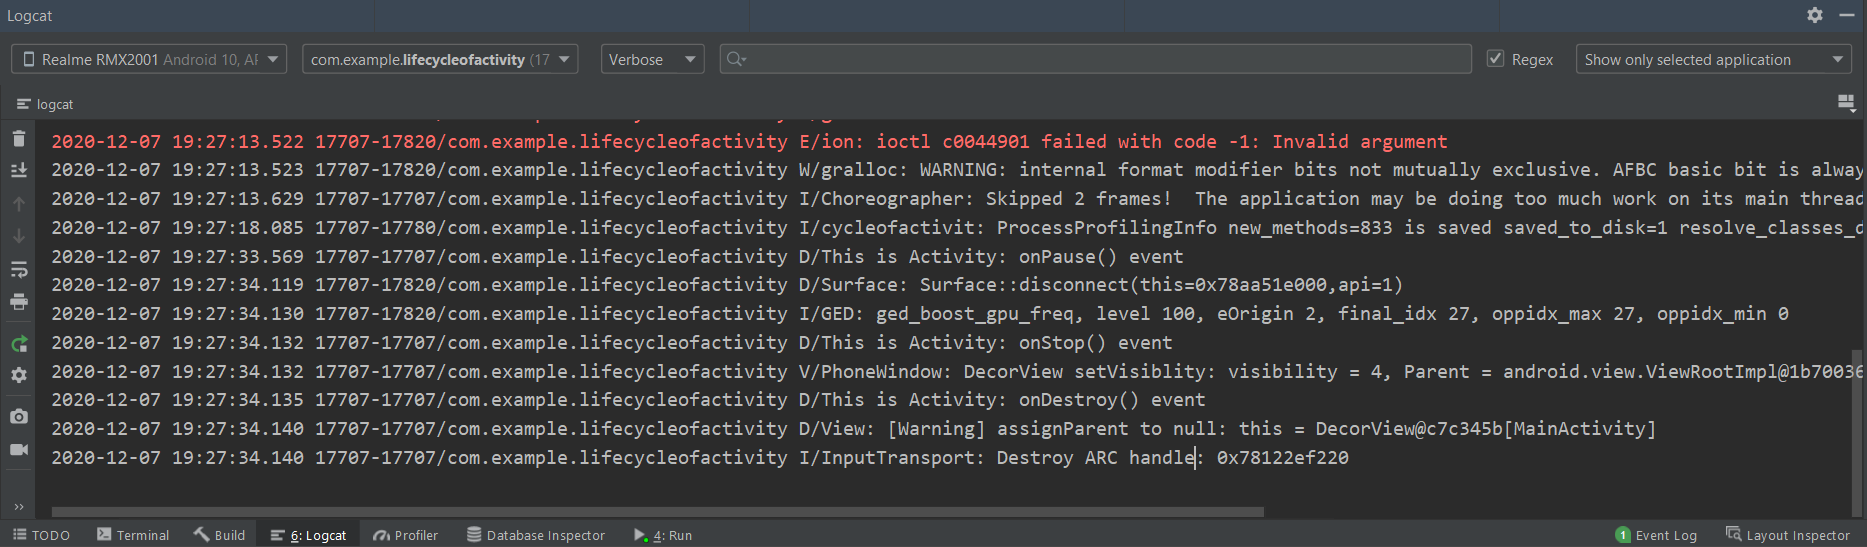 Logcat
Realme RMX2001 Android 10, AF
com.example.lifecycleofactivity (17
Verbose
Regex
Show only selected application
logcat
2020-12-07 19:27:13.522 17707-17820/com.example.lifecycleofactivity E/ion: ioctl c0044901 failed with code -1: Invalid argument
2020-12-07 19:27:13.523 17707-17820/com.example.lifecycleofactivity W/gralloc: WARNING: internal format modifier bits not mutually exclusive. AFBC basic bit is alway
2020-12-07 19:27:13.629 17707-17707/com.example.lifecycleofactivity I/Choreographer: Skipped 2 frames!  The application may be doing too much work on its main thread
2020-12-07 19:27:18.085 17707-17780/com.example.lifecycleofactivity I/cycleofactivit: ProcessProfilingInfo new_methods=833 is saved saved_to_disk=1 resolve_classes_d
2020-12-07 19:27:33.569 17707-17707/com.example.lifecycleofactivity D/This is Activity: onPause() event
2020-12-07 19:27:34.119 17707-17820/com.example.lifecycleofactivity D/Surface: Surface::disconnect(this=0x78aa51e000,api=1)
2020-12-07 19:27:34.130 17707-17820/com.example.lifecycleofactivity I/GED: ged_boost_gpu_freq, level 100, eOrigin 2, final_idx 27, oppidx_max 27, oppidx_min 0
2020-12-07 19:27:34.132 17707-17707/com.example.lifecycleofactivity D/This is Activity: onStop() event
2020-12-07 19:27:34.132 17707-17707/com.example.lifecycleofactivity V/PhoneWindow: DecorView setVisiblity: visibility = 4, Parent = android.view.ViewRootImpl@1b70036
2020-12-07 19:27:34.135 17707-17707/com.example.lifecycleofactivity D/This is Activity: onDestroy() event
2020-12-07 19:27:34.140 17707-17707/com.example.lifecycleofactivity D/View: [Warning] assignParent to null: this = DecorView@c7c345b[MainActivity]
2020-12-07 19:27:34.140 17707-17707/com.example.lifecycleofactivity I/InputTransport: Destroy ARC handle: 0x78122ef220
TODO Terminal Build 6: Logcat Profiler Database Inspector 4: Run 1 Event Log Layout Inspector